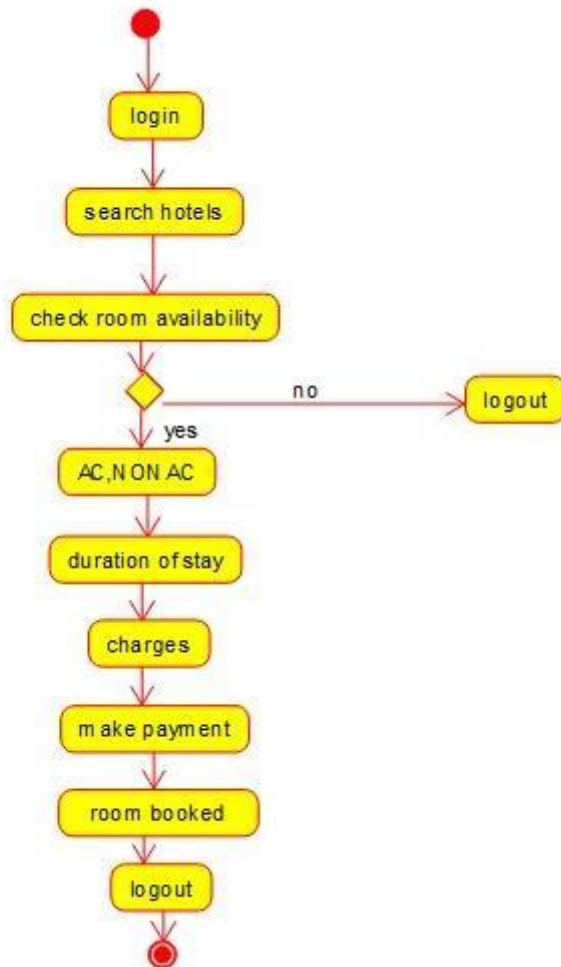 login
search hotels
check room availability
no
logout
yes
AC,NON AC
duration of stay
charges
make payment
room booked
logout